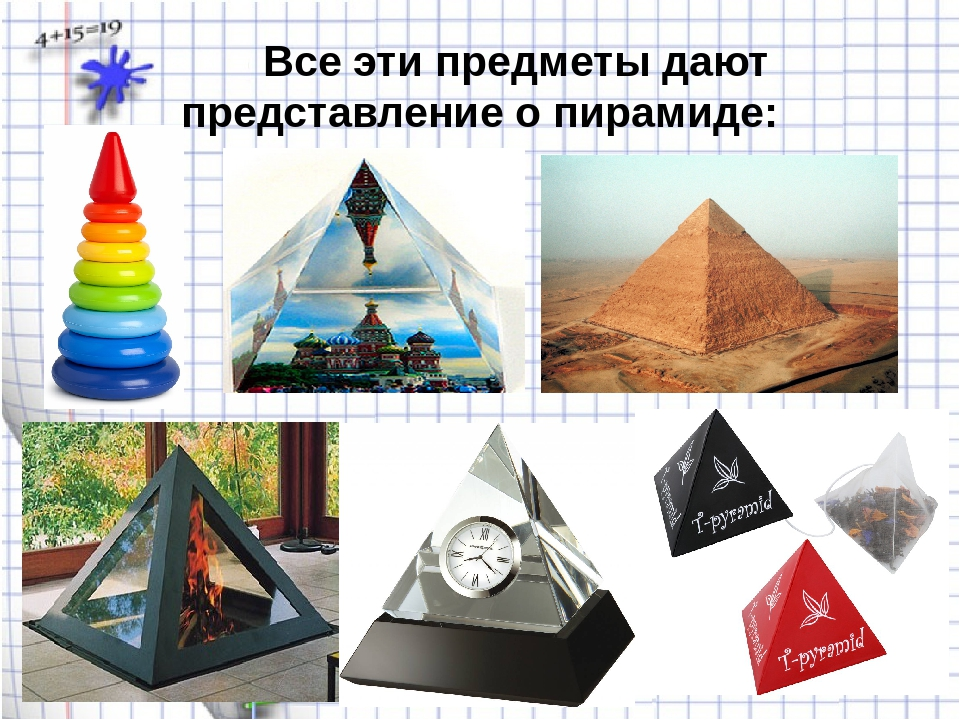 4+15=19
Все эти предметы дают
представление о пирамиде:
T-pyramid
T-pyramid